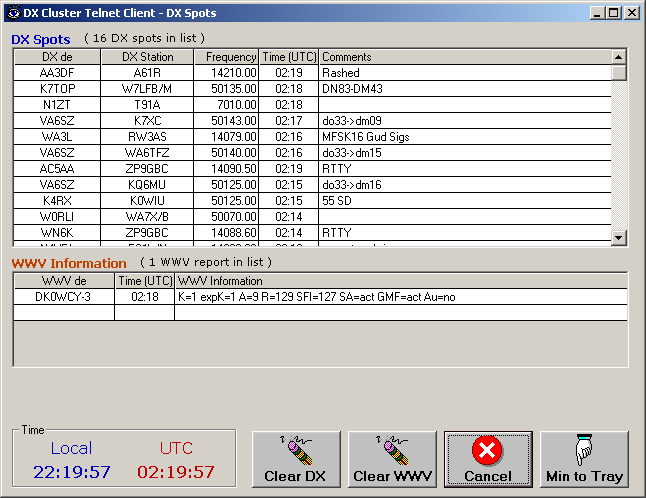 DX Cluster Telnet Client - DX Spots
DX Spots ( 16 DX spots in list )
DX de DX Station Frequency Time (UTC) Comments
AA3DF A61R 14210.00 02:19 Rashed
K7TOP W7LFB/M 50135.00 02:18 DN83-DM43
N1ZT T91A 7010.00 02:18
VA6SZ K7XC 50143.00 02:17 do33->dm09
WA3L RW3AS 14079.00 02:16 MFSK16 Gud Sigs
VA6SZ WA6TFZ 50140.00 02:16 do33->dm15
AC5AA ZP9GBC 14090.50 02:19 RTTY
VA6SZ KQ6MU 50125.00 02:15 do33->dm16
K4RX K0WIU 50125.00 02:15 55 SD
W0RLI WA7X/B 50070.00 02:14
WN6K ZP9GBC 14088.60 02:14 RTTY
WWV Information ( 1 WWV report in list )
WWV de Time (UTC) WWV Information
DK0WCY-3 02:18 K=1 expK=1 A=9 R=129 SFI=127 SA=act GMF=act Au=no
Time
Local UTC
22:19:57 02:19:57
Clear DX Clear WWV Cancel Min to Tray